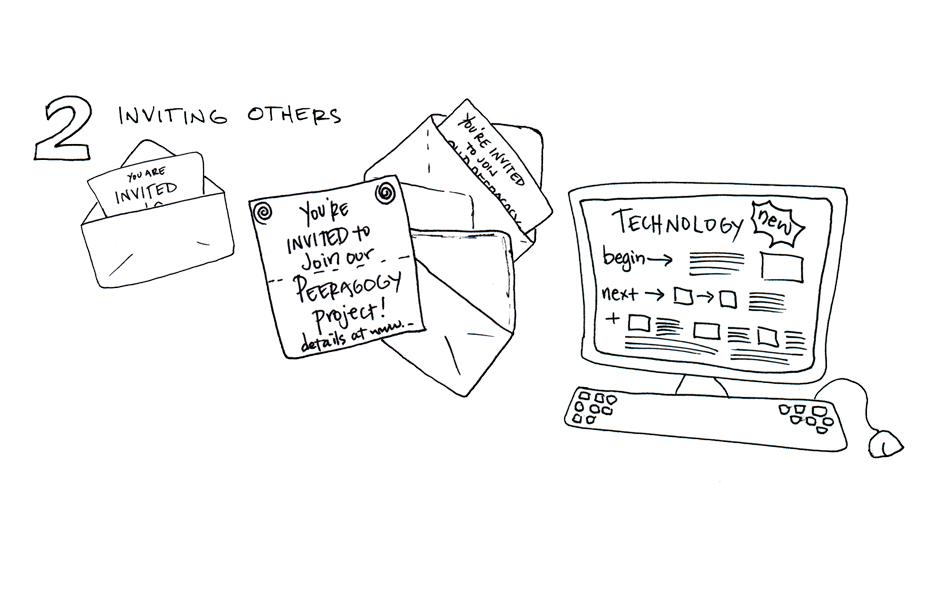 2 INVITING OTHERS
YOU ARE
INVITED
YOU'RE
INVITED to
Join our
PEERAGOGY
project!
details at www...
YOU'RE INVITED
TO JOIN
OUR PEERAGOGY
TECHNOLOGY new
begin →
next → →
+